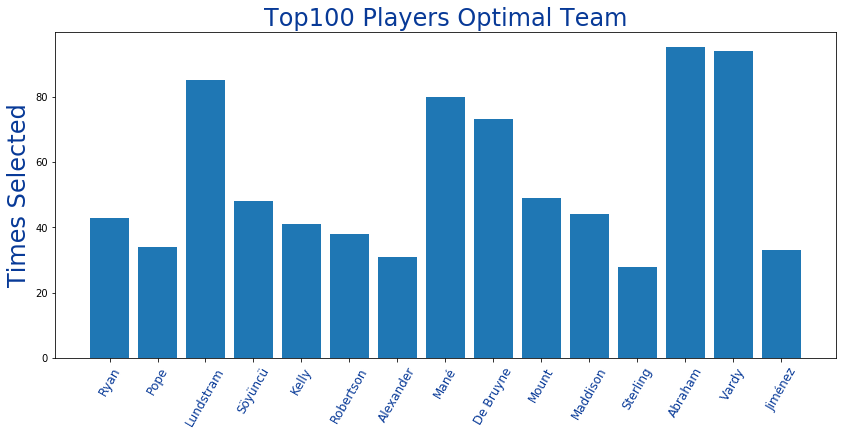 Top100 Players Optimal Team
Times Selected
80
60
40
20
0
Ryan
Pope
Lundstram
Söyüncü
Kelly
Robertson
Alexander
Mané
De Bruyne
Mount
Maddison
Sterling
Abraham
Vardy
Jiménez